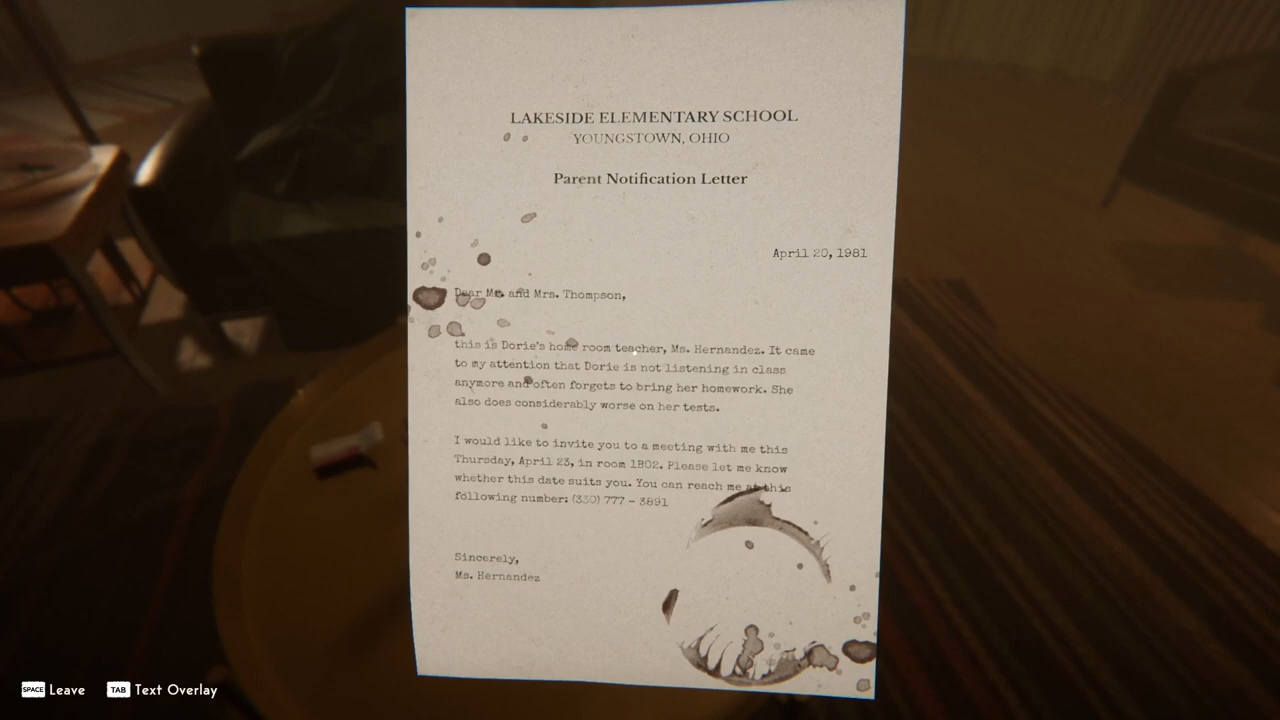 LAKESIDE ELEMENTARY SCHOOL
YOUNGSTOWN, OHIO
Parent Notification Letter
April 20, 1981
Dear Mr. and Mrs. Thompson,
this is Dorie's home room teacher, Ms. Hernandez. It came
to my attention that Dorie is not listening in class
anymore and often forgets to bring her homework. She
also does considerably worse on her tests.
I would like to invite you to a meeting with me this
Thursday, April 23, in room 1B02. Please let me know
whether this date suits you. You can reach me at this
following number: (330) 777 - 3891
Sincerely,
Ms. Hernandez
SPACE Leave TAB Text Overlay